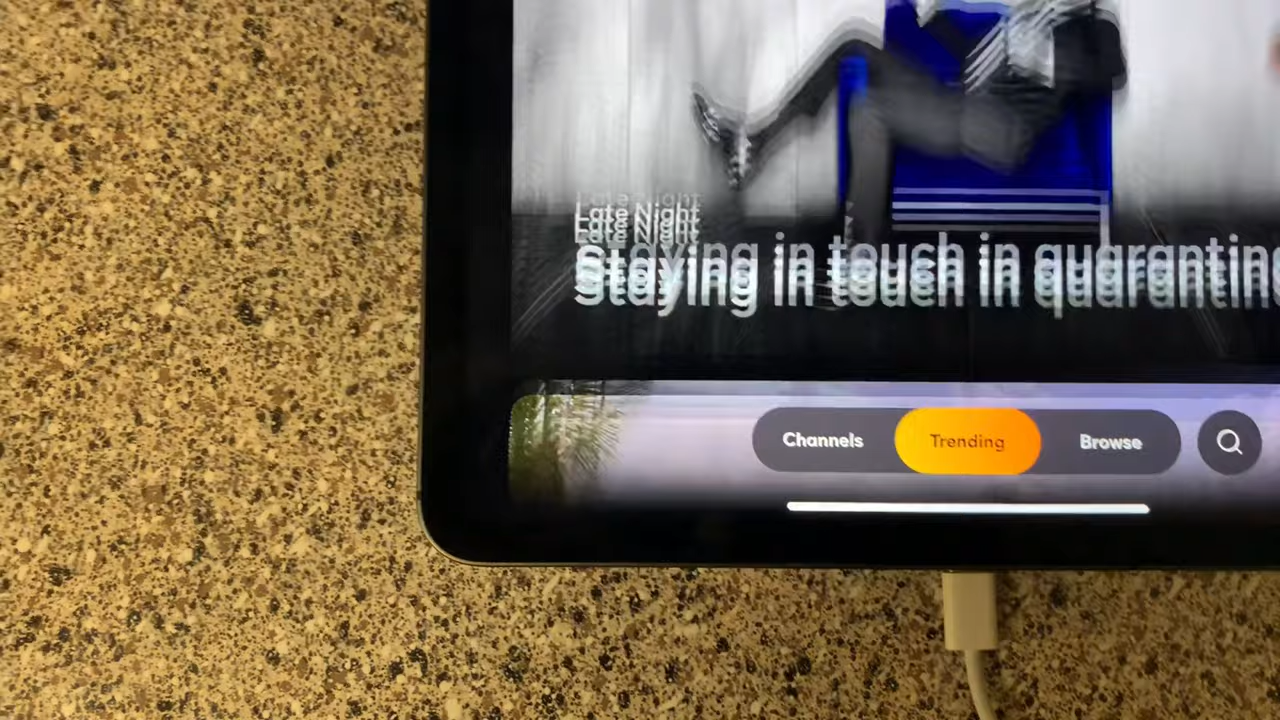 Late Night
Staying in touch in quarantine
Channels
Trending
Browse